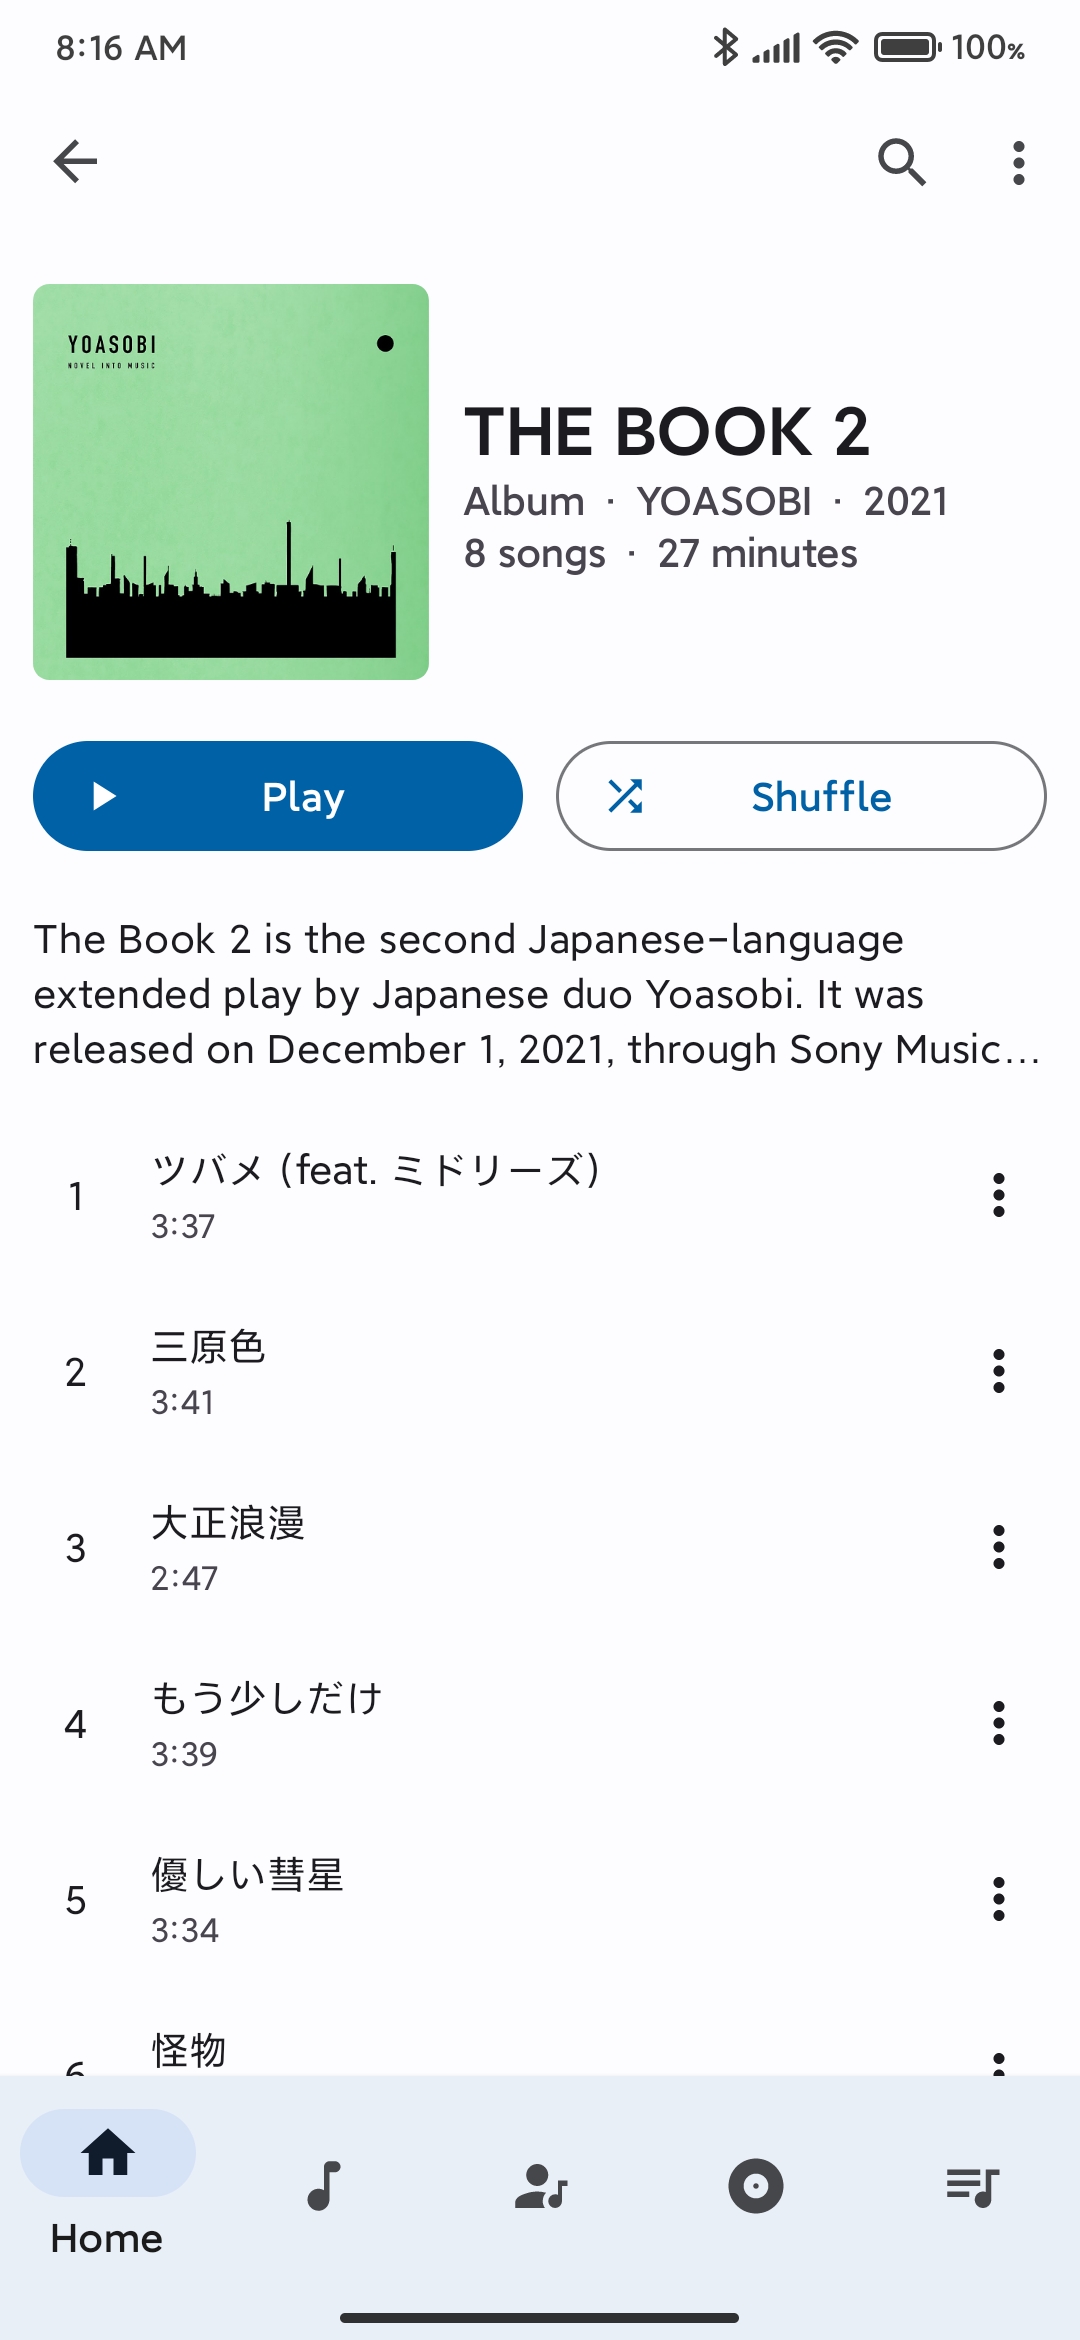 8:16 AM
100%
YOASOBI
NOVEL INTO MUSIC
THE BOOK 2
Album · YOASOBI · 2021
8 songs · 27 minutes
Play
Shuffle
The Book 2 is the second Japanese-language
extended play by Japanese duo Yoasobi. It was
released on December 1, 2021, through Sony Music...
1
ツバメ (feat. ミドリーズ)
3:37
2
三原色
3:41
3
大正浪漫
2:47
4
もう少しだけ
3:39
5
優しい彗星
3:34
6
怪物
Home